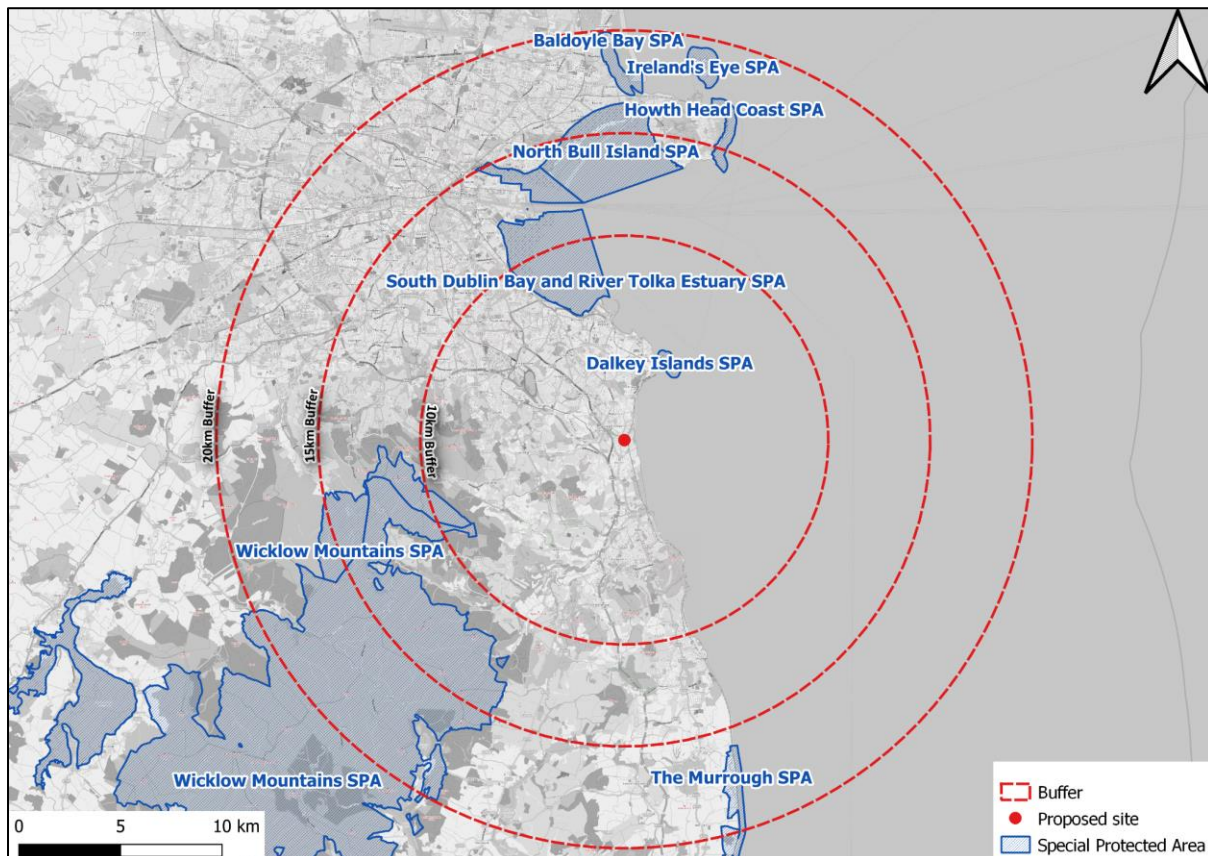 Baldoyle Bay SPA
Ireland's Eye SPA
Howth Head Coast SPA
North Bull Island SPA
South Dublin Bay and River Tolka Estuary SPA
Dalkey Islands SPA
20km Buffer
15km Buffer
10km Buffer
Wicklow Mountains SPA
Wicklow Mountains SPA
The Murrough SPA
0 5 10 km
Buffer
Proposed site
Special Protected Area